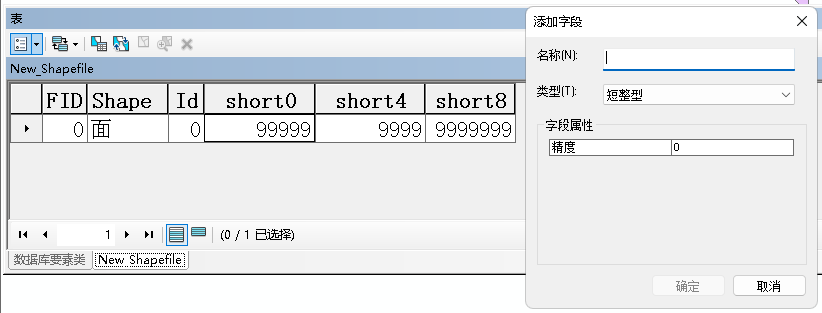 表
New_Shapefile
FID Shape Id short0 short4 short8
0 面 0 99999 9999 9999999
1 (0 / 1 已选择)
数据库要素类 New Shapefile
添加字段
名称(N):
类型(T): 短整型
字段属性
精度 0
确定 取消